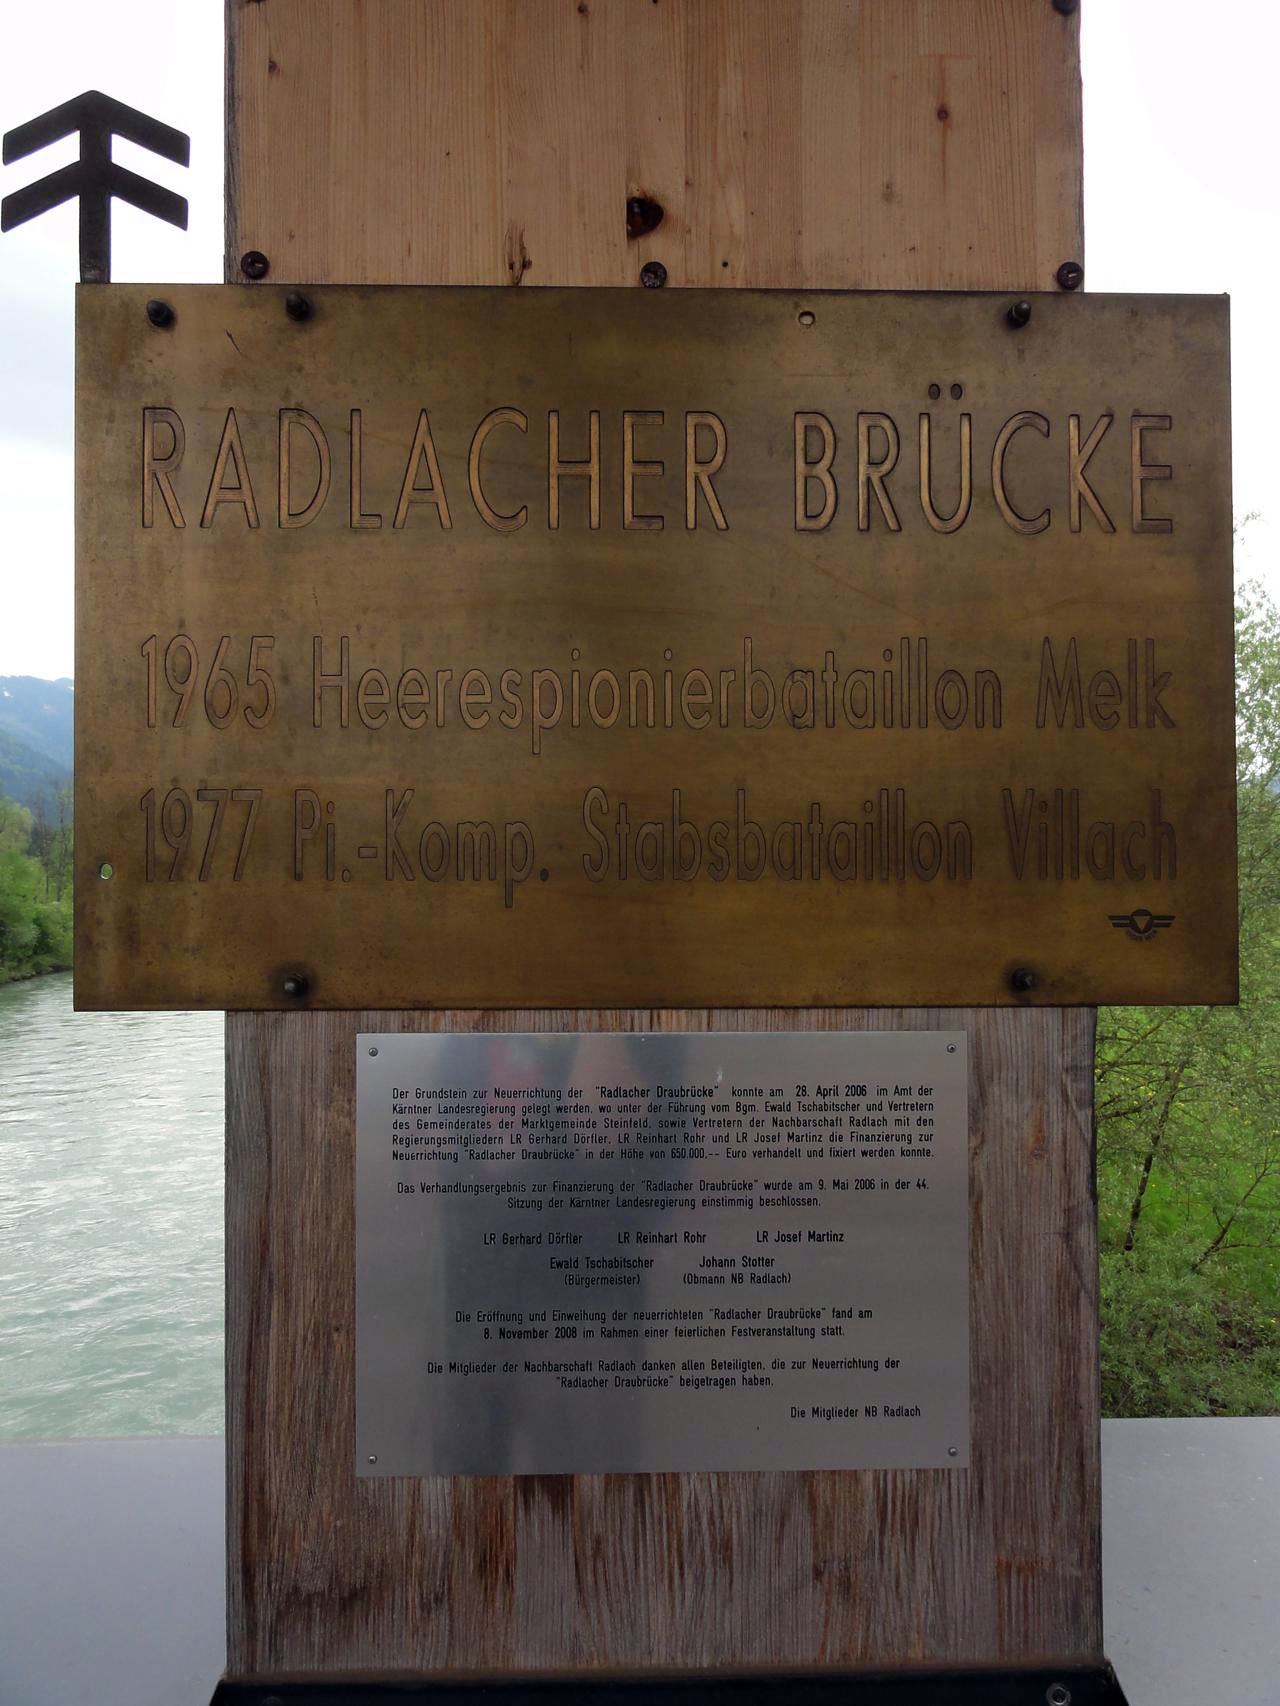 RADLACHER BRÜCKE
1965 Heerespionierbataillon Melk
1977 Pi.-Komp. Stabsbataillon Villach
Der Grundstein zur Neuerrichtung der "Radlacher Draubrücke" konnte am 28. April 2006 im Amt der
Kärntner Landesregierung gelegt werden, wo unter der Führung vom Bgm. Ewald Tschabitscher und Vertretern
des Gemeinderates der Marktgemeinde Steinfeld, sowie Vertretern der Nachbarschaft Radlach mit den
Regierungsmitgliedern LR Gerhard Dörfler, LR Reinhart Rohr und LR Josef Martinz die Finanzierung zur
Neuerrichtung "Radlacher Draubrücke" in der Höhe von 650.000,-- Euro verhandelt und fixiert werden konnte.
Das Verhandlungsergebnis zur Finanzierung der "Radlacher Draubrücke" wurde am 9. Mai 2006 in der 44.
Sitzung der Kärntner Landesregierung einstimmig beschlossen.
LR Gerhard Dörfler LR Reinhart Rohr LR Josef Martinz
Ewald Tschabitscher Johann Stotter
(Bürgermeister) (Obmann NB Radlach)
Die Eröffnung und Einweihung der neuerrichteten "Radlacher Draubrücke" fand am
8. November 2008 im Rahmen einer feierlichen Festveranstaltung statt.
Die Mitglieder der Nachbarschaft Radlach danken allen Beteiligten, die zur Neuerrichtung der
"Radlacher Draubrücke" beigetragen haben.
Die Mitglieder NB Radlach